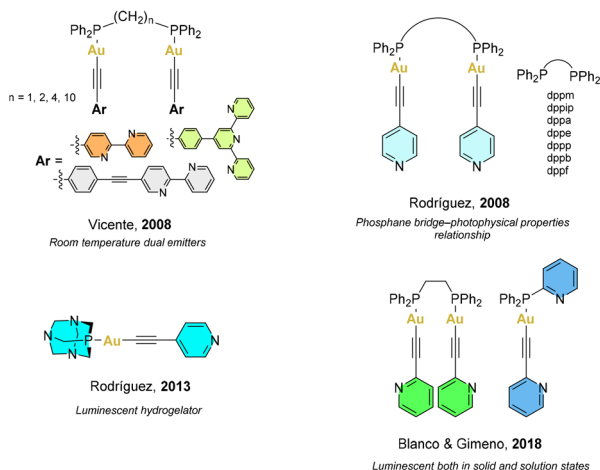 (CH₂)ₙ
Ph₂P PPh₂
Au Au
n = 1, 2, 4, 10
Ar Ar
Ar =
N N
N N N
N N
Vicente, 2008
Room temperature dual emitters
Ph₂P PPh₂
Au Au
N N
Ph₂P PPh₂
dppm
dppip
dppa
dppe
dppp
dppb
dppf
Rodríguez, 2008
Phosphane bridge–photophysical properties
relationship
N N N P Au N
Rodríguez, 2013
Luminescent hydrogelator
Ph₂P PPh₂
Au Au
N N
Ph₂P N
Au
N
Blanco & Gimeno, 2018
Luminescent both in solid and solution states